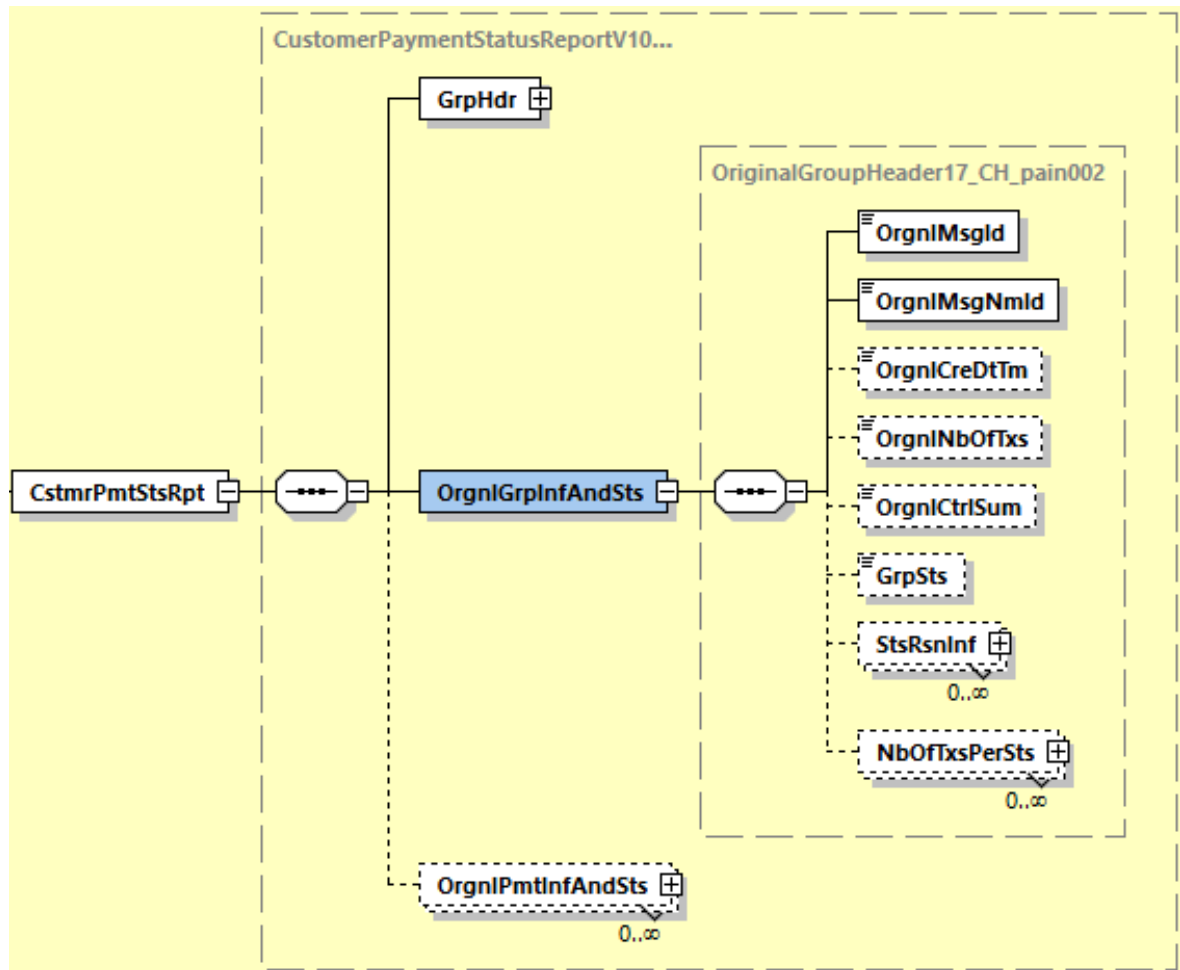 CustomerPaymentStatusReportV10...
GrpHdr
OriginalGroupHeader17_CH_pain002
OrgnlMsgId
OrgnlMsgNmId
OrgnlCreDtTm
OrgnlNbOfTxs
CstmrPmtStsRpt
OrgnlGrpInfAndSts
OrgnlCtrlSum
GrpSts
StsRsnInf
0..∞
NbOfTxsPerSts
0..∞
OrgnlPmtInfAndSts
0..∞